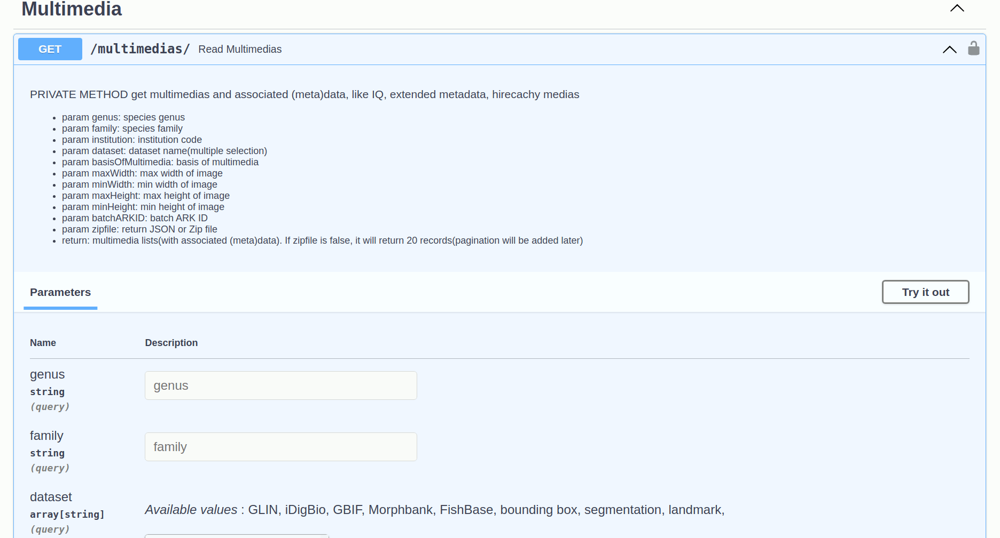 Multimedia
GET /multimedias/ Read Multimedias
PRIVATE METHOD get multimedias and associated (meta)data, like IQ, extended metadata, hirecachy medias
param genus: species genus
param family: species family
param institution: institution code
param dataset: dataset name(multiple selection)
param basisOfMultimedia: basis of multimedia
param maxWidth: max width of image
param minWidth: min width of image
param maxHeight: max height of image
param minHeight: min height of image
param batchARKID: batch ARK ID
param zipfile: return JSON or Zip file
return: multimedia lists(with associated (meta)data). If zipfile is false, it will return 20 records(pagination will be added later)
Parameters
Try it out
Name Description
genus
string
(query)
genus
family
string
(query)
family
dataset
array[string]
(query)
Available values : GLIN, iDigBio, GBIF, Morphbank, FishBase, bounding box, segmentation, landmark,